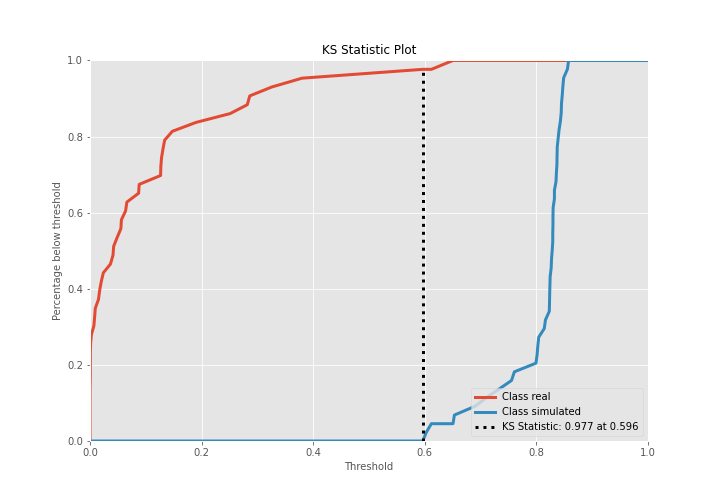 KS Statistic Plot
1.0
0.8
0.6
0.4
0.2
0.0
Percentage below threshold
Class real
Class simulated
KS Statistic: 0.977 at 0.596
0.0 0.2 0.4 0.6 0.8 1.0
Threshold